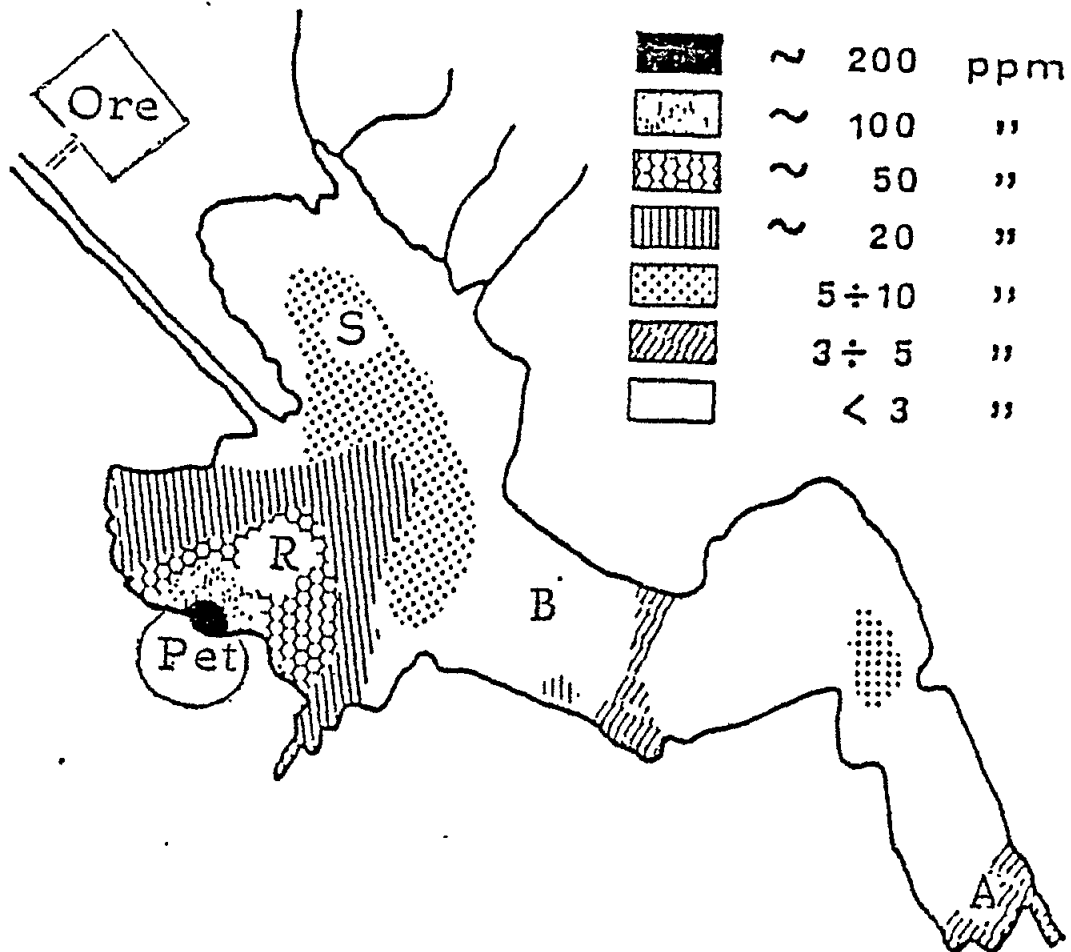 Ore
~ 200 ppm
~ 100 "
~ 50 "
~ 20 "
5÷10 "
3÷ 5 "
< 3 "
S
R
B
Pet
A